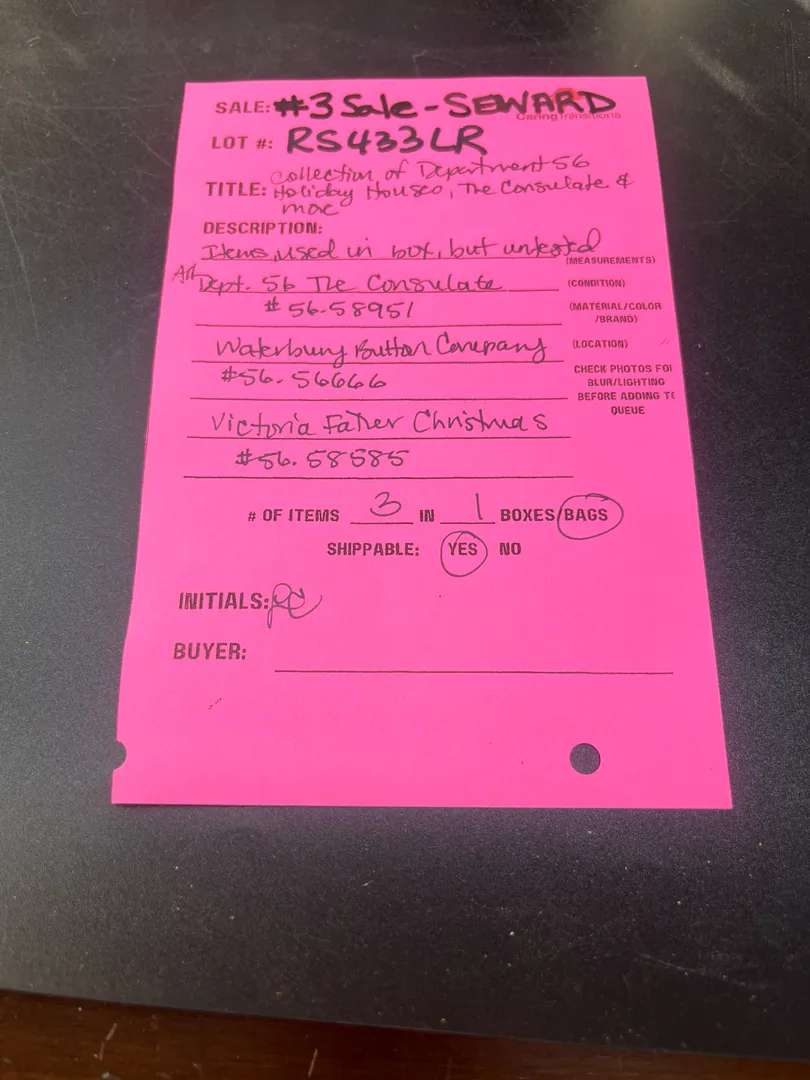 SALE: #3 Sale - SEWARD
Caring Transitions
LOT #: RS433LR
Collection of Department 56
TITLE: Holiday Houses, The Consulate &
more
DESCRIPTION:
Items used in box, but untested
(MEASUREMENTS)
All Dept. 56 The Consulate
(CONDITION)
# 56.58951
(MATERIAL/COLOR
/BRAND)
Waterbury Button Company
(LOCATION)
#56.56666
CHECK PHOTOS FO
BLUR/LIGHTING
BEFORE ADDING T
QUEUE
Victoria Father Christmas
#56.58585
# OF ITEMS 3 IN 1 BOXES/BAGS
SHIPPABLE: YES NO
INITIALS: RC
BUYER: